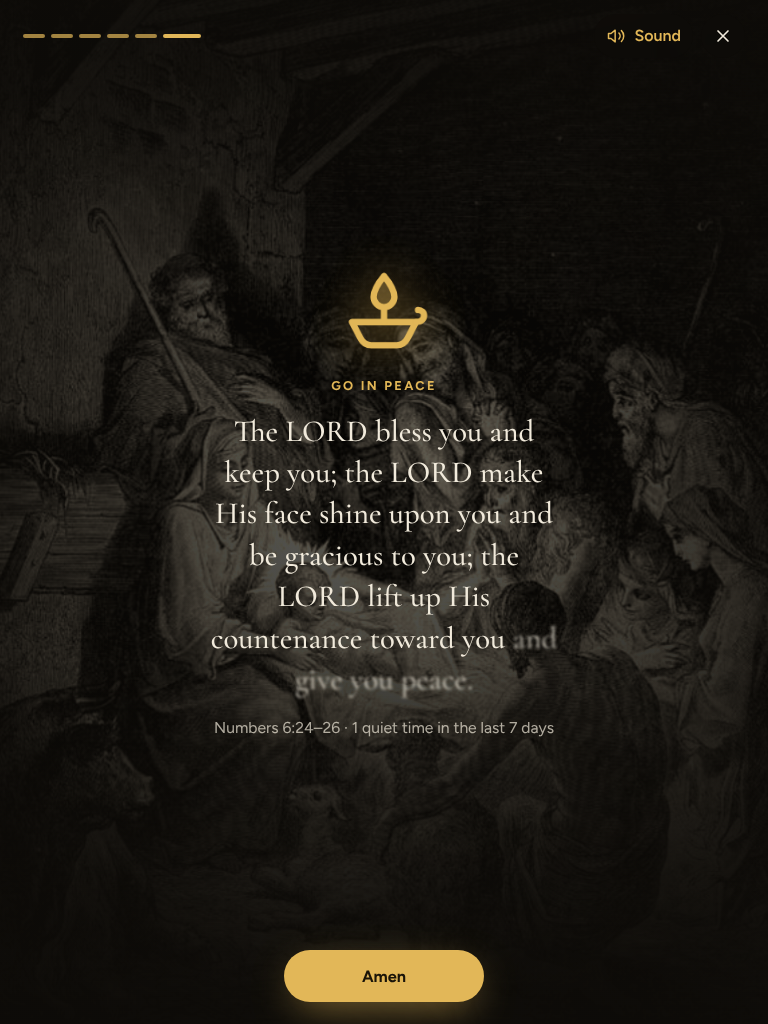 Sound
GO IN PEACE
The LORD bless you and
keep you; the LORD make
His face shine upon you and
be gracious to you; the
LORD lift up His
countenance toward you and
give you peace.
Numbers 6:24–26 · 1 quiet time in the last 7 days
Amen